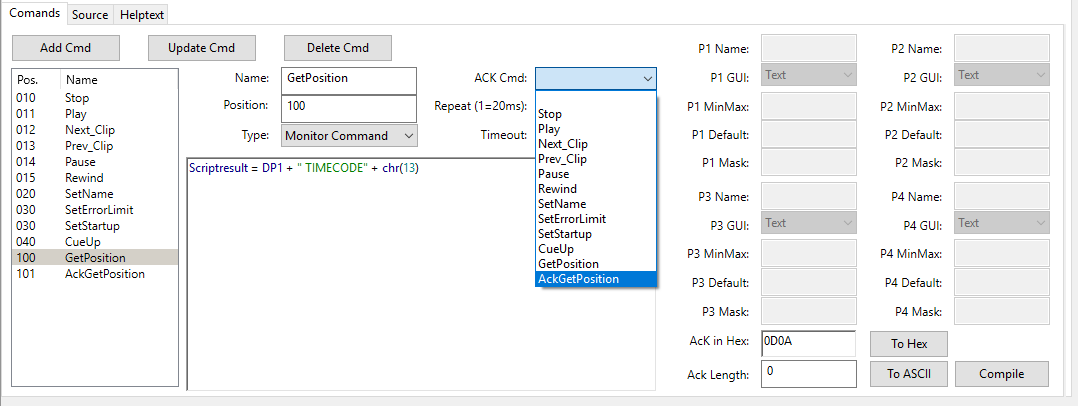 Comands Source Helptext
Add Cmd Update Cmd Delete Cmd
Pos. Name
010 Stop
011 Play
012 Next_Clip
013 Prev_Clip
014 Pause
015 Rewind
020 SetName
030 SetErrorLimit
030 SetStartup
040 CueUp
100 GetPosition
101 AckGetPosition
Name: GetPosition
Position: 100
Type: Monitor Command
ACK Cmd:
Repeat (1=20ms):
Timeout:
Stop
Play
Next_Clip
Prev_Clip
Pause
Rewind
SetName
SetErrorLimit
SetStartup
CueUp
GetPosition
AckGetPosition
Scriptresult = DP1 + " TIMECODE" + chr(13)
P1 Name:
P1 GUI: Text
P1 MinMax:
P1 Default:
P1 Mask:
P2 Name:
P2 GUI: Text
P2 MinMax:
P2 Default:
P2 Mask:
P3 Name:
P3 GUI: Text
P3 MinMax:
P3 Default:
P3 Mask:
P4 Name:
P4 GUI: Text
P4 MinMax:
P4 Default:
P4 Mask:
AcK in Hex: 0D0A To Hex
Ack Length: 0 To ASCII Compile